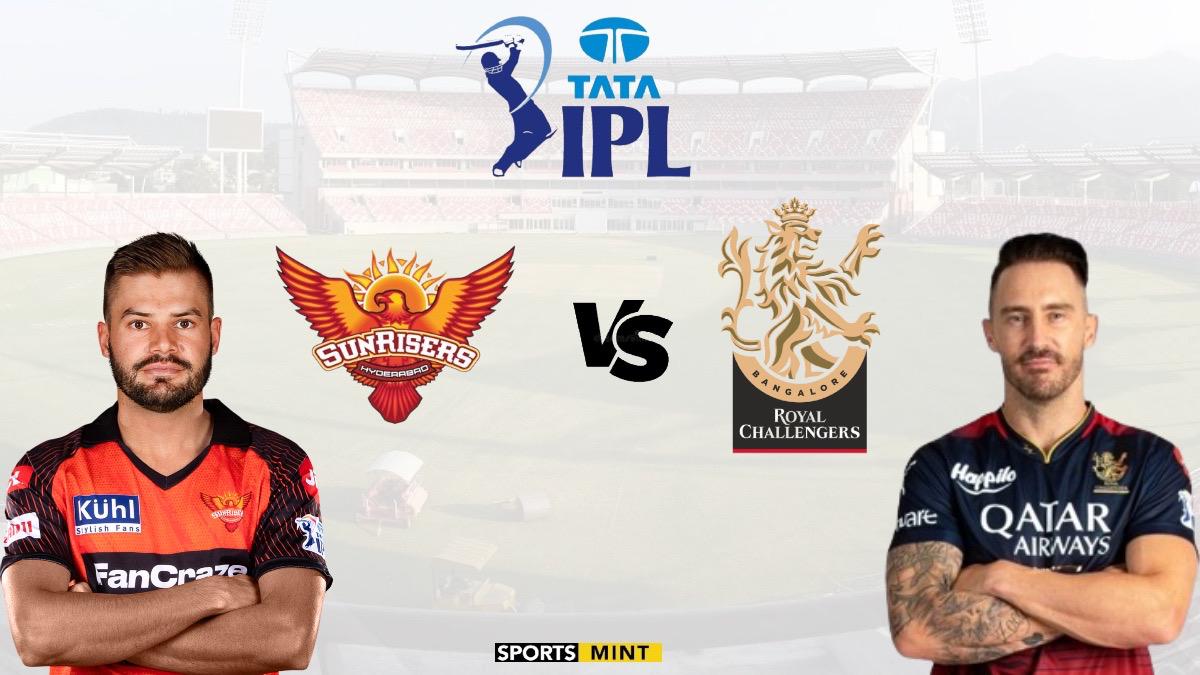 TATA
IPL
SUNRISERS
HYDERABAD
VS
BANGALORE
ROYAL
CHALLENGERS
Kühl
Stylish Fans
FanCraze
Happilo
QATAR
AIRWAYS
SPORTS MINT